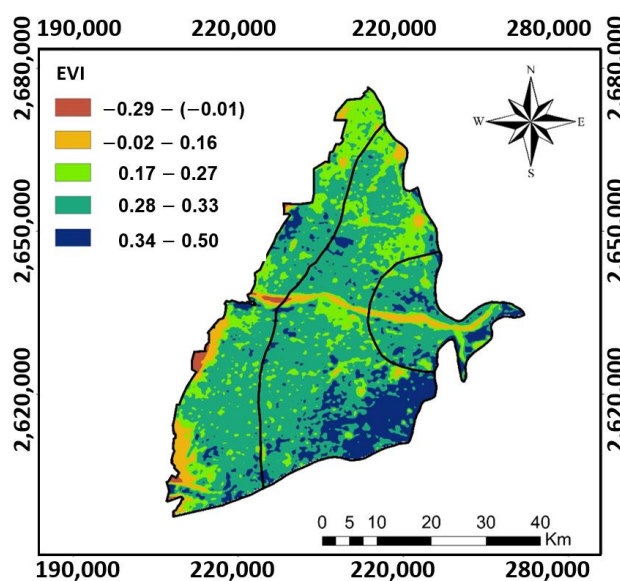 190,000 220,000 220,000 280,000
2,680,000
2,680,000
2,650,000
2,650,000
2,620,000
2,620,000
EVI
−0.29 – (−0.01)
−0.02 – 0.16
0.17 – 0.27
0.28 – 0.33
0.34 – 0.50
N
W E
S
0 5 10 20 30 40
Km
190,000 220,000 220,000 280,000